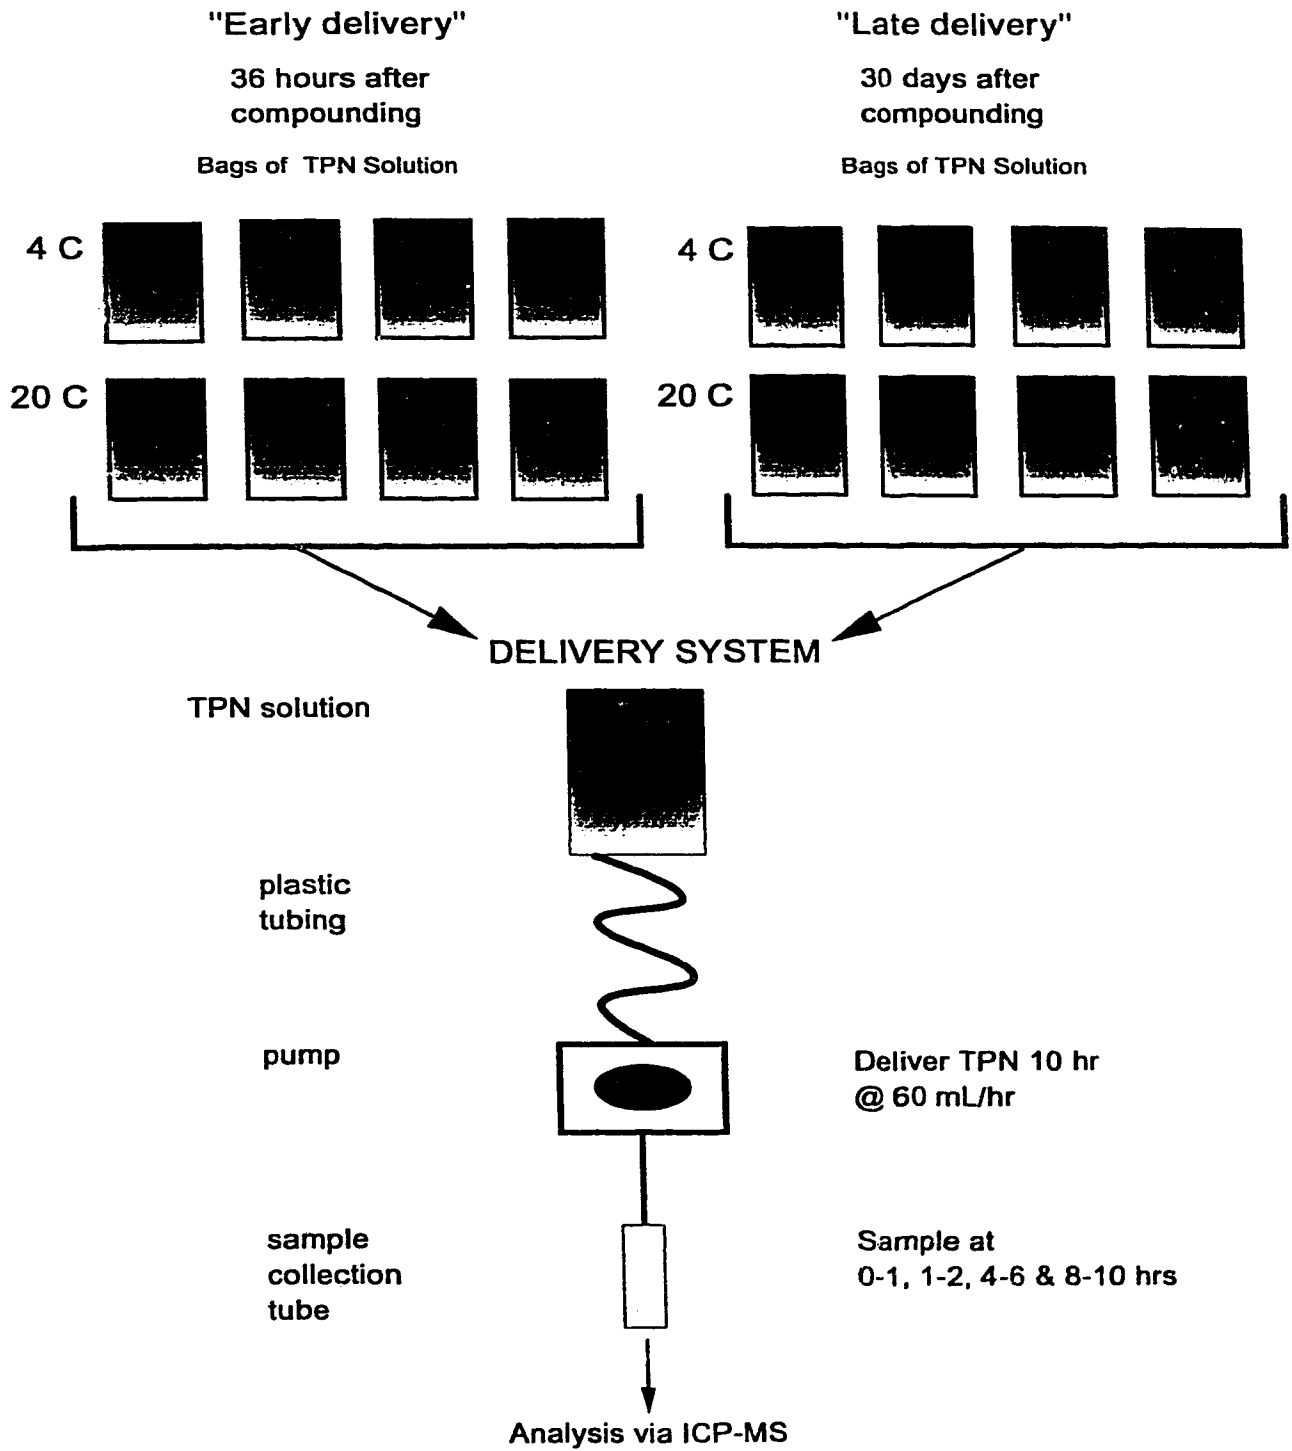 "Early delivery"
36 hours after
compounding
Bags of TPN Solution
4 C
20 C
"Late delivery"
30 days after
compounding
Bags of TPN Solution
4 C
20 C
DELIVERY SYSTEM
TPN solution
plastic
tubing
pump
Deliver TPN 10 hr
@ 60 mL/hr
sample
collection
tube
Sample at
0-1, 1-2, 4-6 & 8-10 hrs
Analysis via ICP-MS